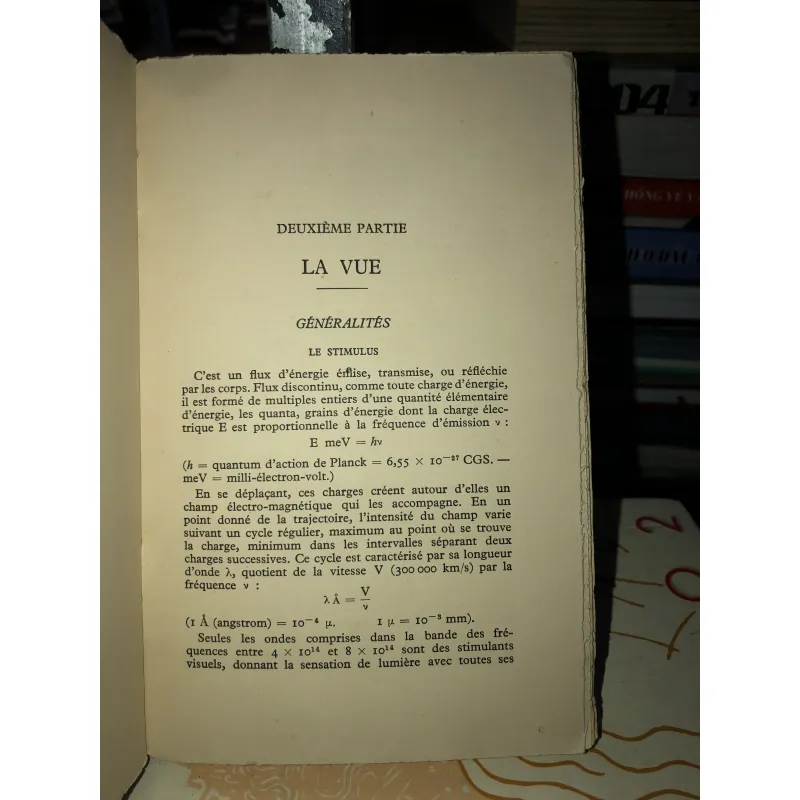 DEUXIÈME PARTIE
LA VUE
GÉNÉRALITÉS
LE STIMULUS
C'est un flux d'énergie émise, transmise, ou réfléchie
par les corps. Flux discontinu, comme toute charge d'énergie,
il est formé de multiples entiers d'une quantité élémentaire
d'énergie, les quanta, grains d'énergie dont la charge élec-
trique E est proportionnelle à la fréquence d'émission ν :
E meV = hν
(h = quantum d'action de Planck = 6,55 × 10⁻²⁷ CGS. —
meV = milli-électron-volt.)
En se déplaçant, ces charges créent autour d'elles un
champ électro-magnétique qui les accompagne. En un
point donné de la trajectoire, l'intensité du champ varie
suivant un cycle régulier, maximum au point où se trouve
la charge, minimum dans les intervalles séparant deux
charges successives. Ce cycle est caractérisé par sa longueur
d'onde λ, quotient de la vitesse V (300 000 km/s) par la
fréquence ν :
λ Å = V/ν
(1 Å (angstrom) = 10⁻⁴ μ. 1 μ = 10⁻³ mm).
Seules les ondes comprises dans la bande des fré-
quences entre 4 × 10¹⁴ et 8 × 10¹⁴ sont des stimulants
visuels, donnant la sensation de lumière avec toutes ses
04